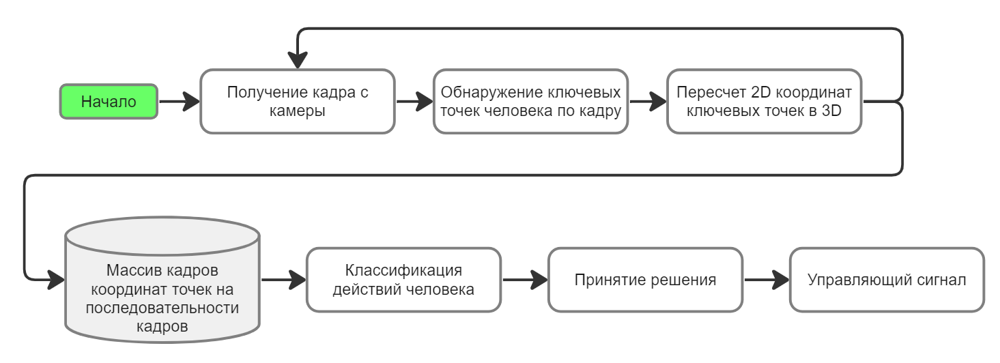 Начало
Получение кадра с
камеры
Обнаружение ключевых
точек человека по кадру
Пересчет 2D координат
ключевых точек в 3D
Массив кадров
координат точек на
последовательности
кадров
Классификация
действий человека
Принятие решения
Управляющий сигнал